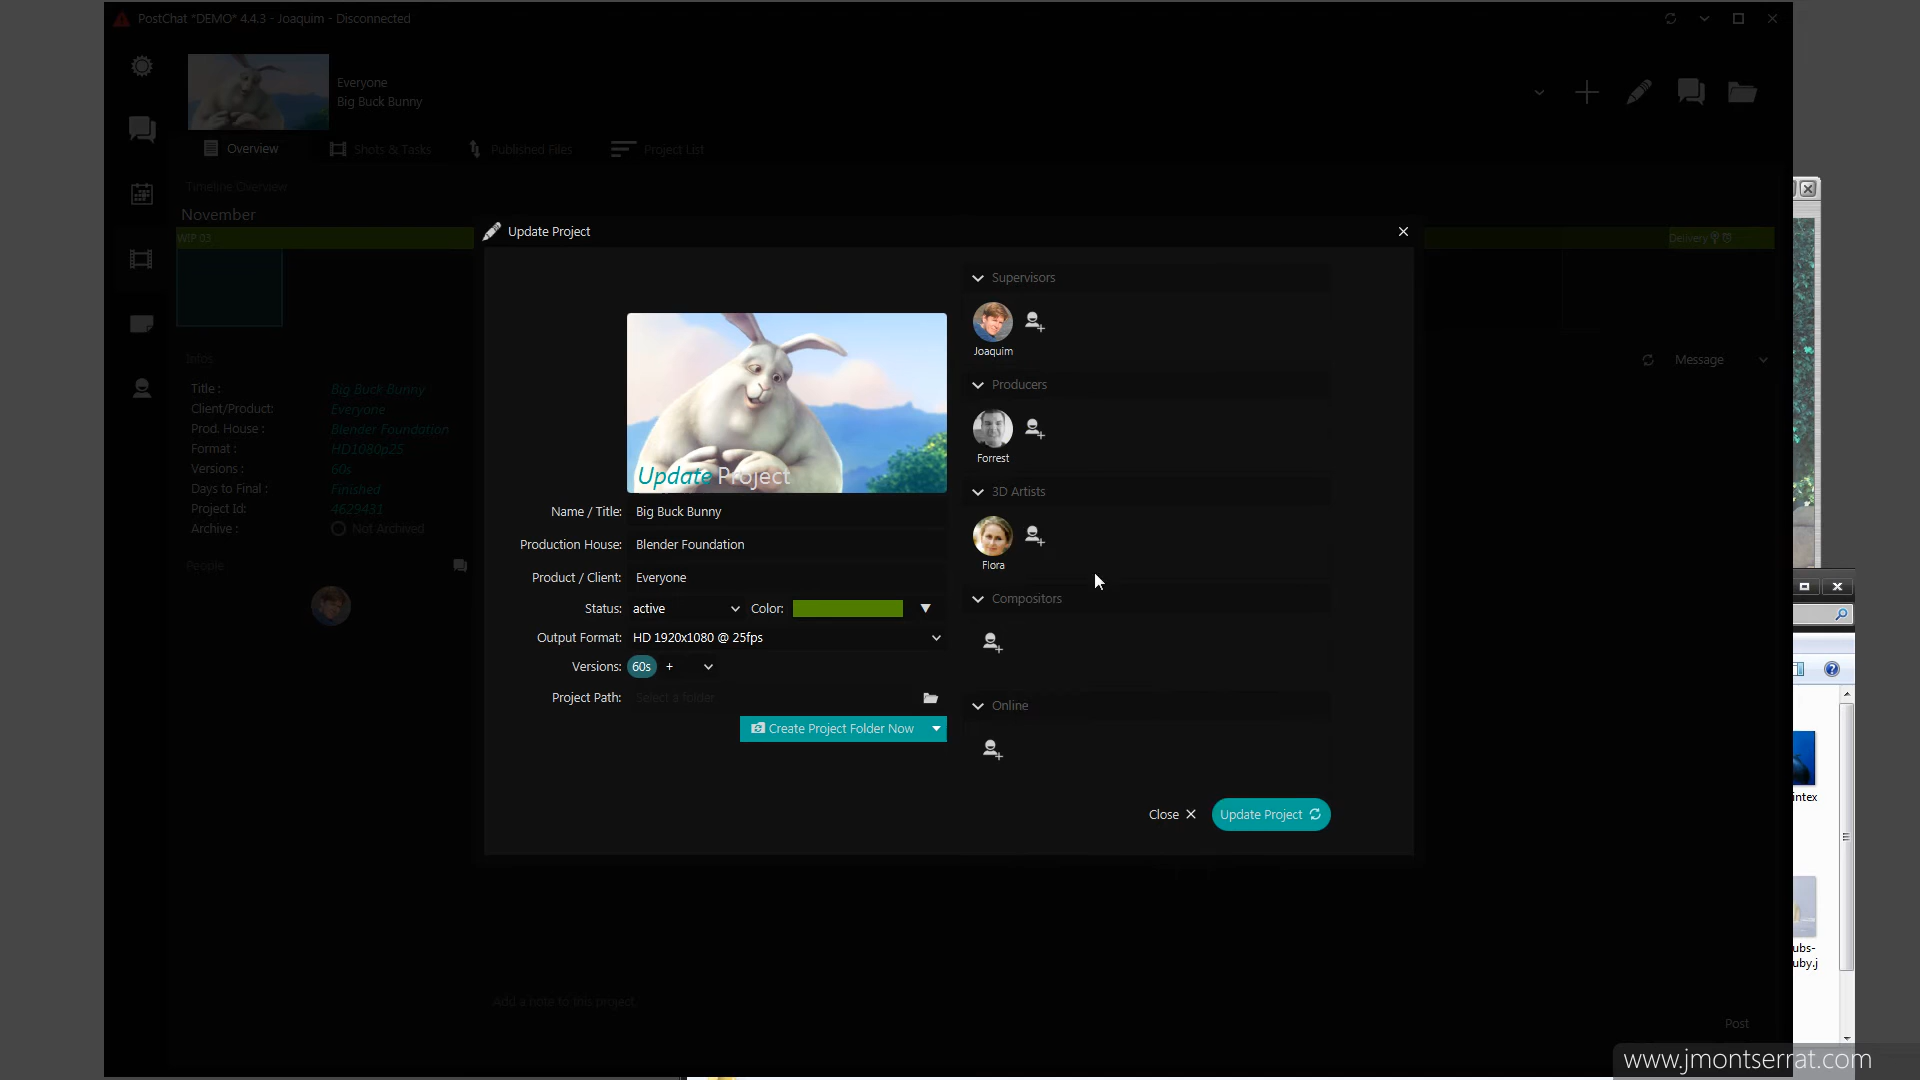 PostChat *DEMO* 4.4.3 - Joaquim - Disconnected
Everyone
Big Buck Bunny
Overview
Shots & Tasks
Published Files
Project List
Timeline Overview
November
WIP 03
Delivery
Update Project
Supervisors
Joaquim
Producers
Forrest
3D Artists
Flora
Compositors
Online
Update Project
Name / Title: Big Buck Bunny
Production House: Blender Foundation
Product / Client: Everyone
Status: active Color:
Output Format: HD 1920x1080 @ 25fps
Versions: 60s +
Project Path: Select a folder
Create Project Folder Now
Close
Update Project
Infos
Title : Big Buck Bunny
Client/Product: Everyone
Prod. House : Blender Foundation
Format : HD1080p25
Versions : 60s
Days to Final : Finished
Project Id: 4629431
Archive : Not Archived
People
Message
Add a note to this project.
Post
intex
ubs-
uby.j
www.jmontserrat.com